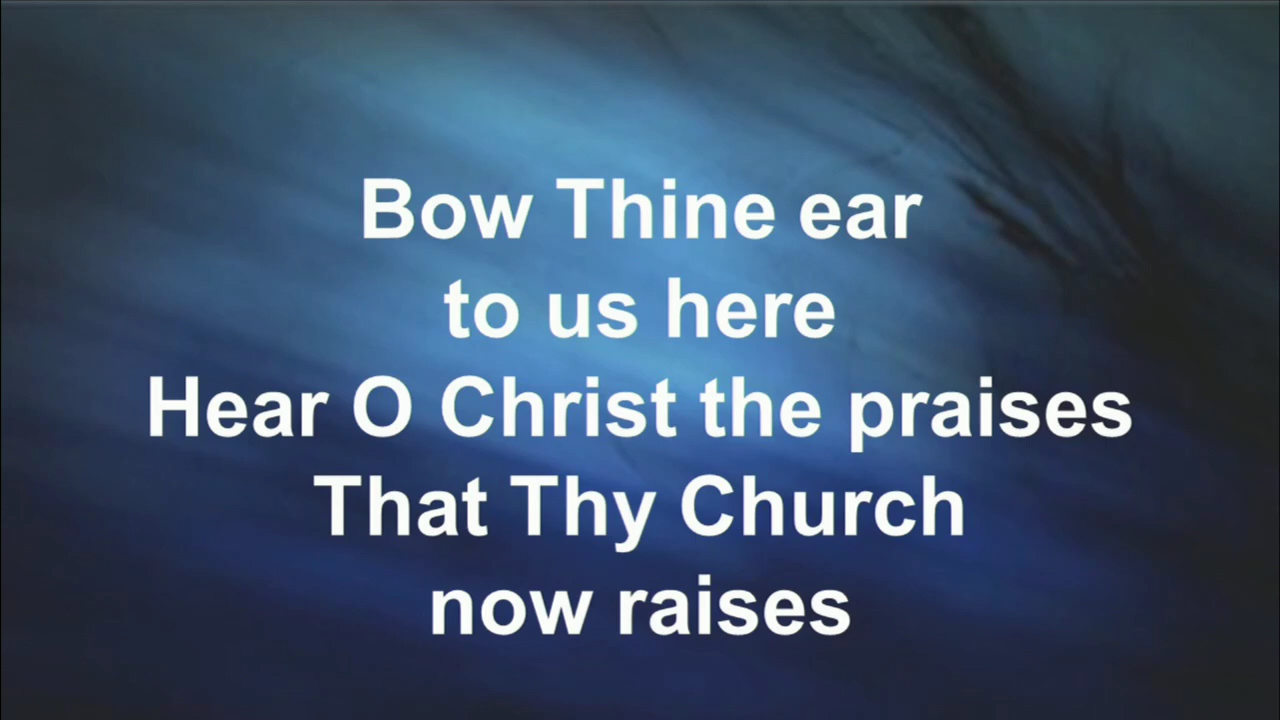 Bow Thine ear
to us here
Hear O Christ the praises
That Thy Church
now raises